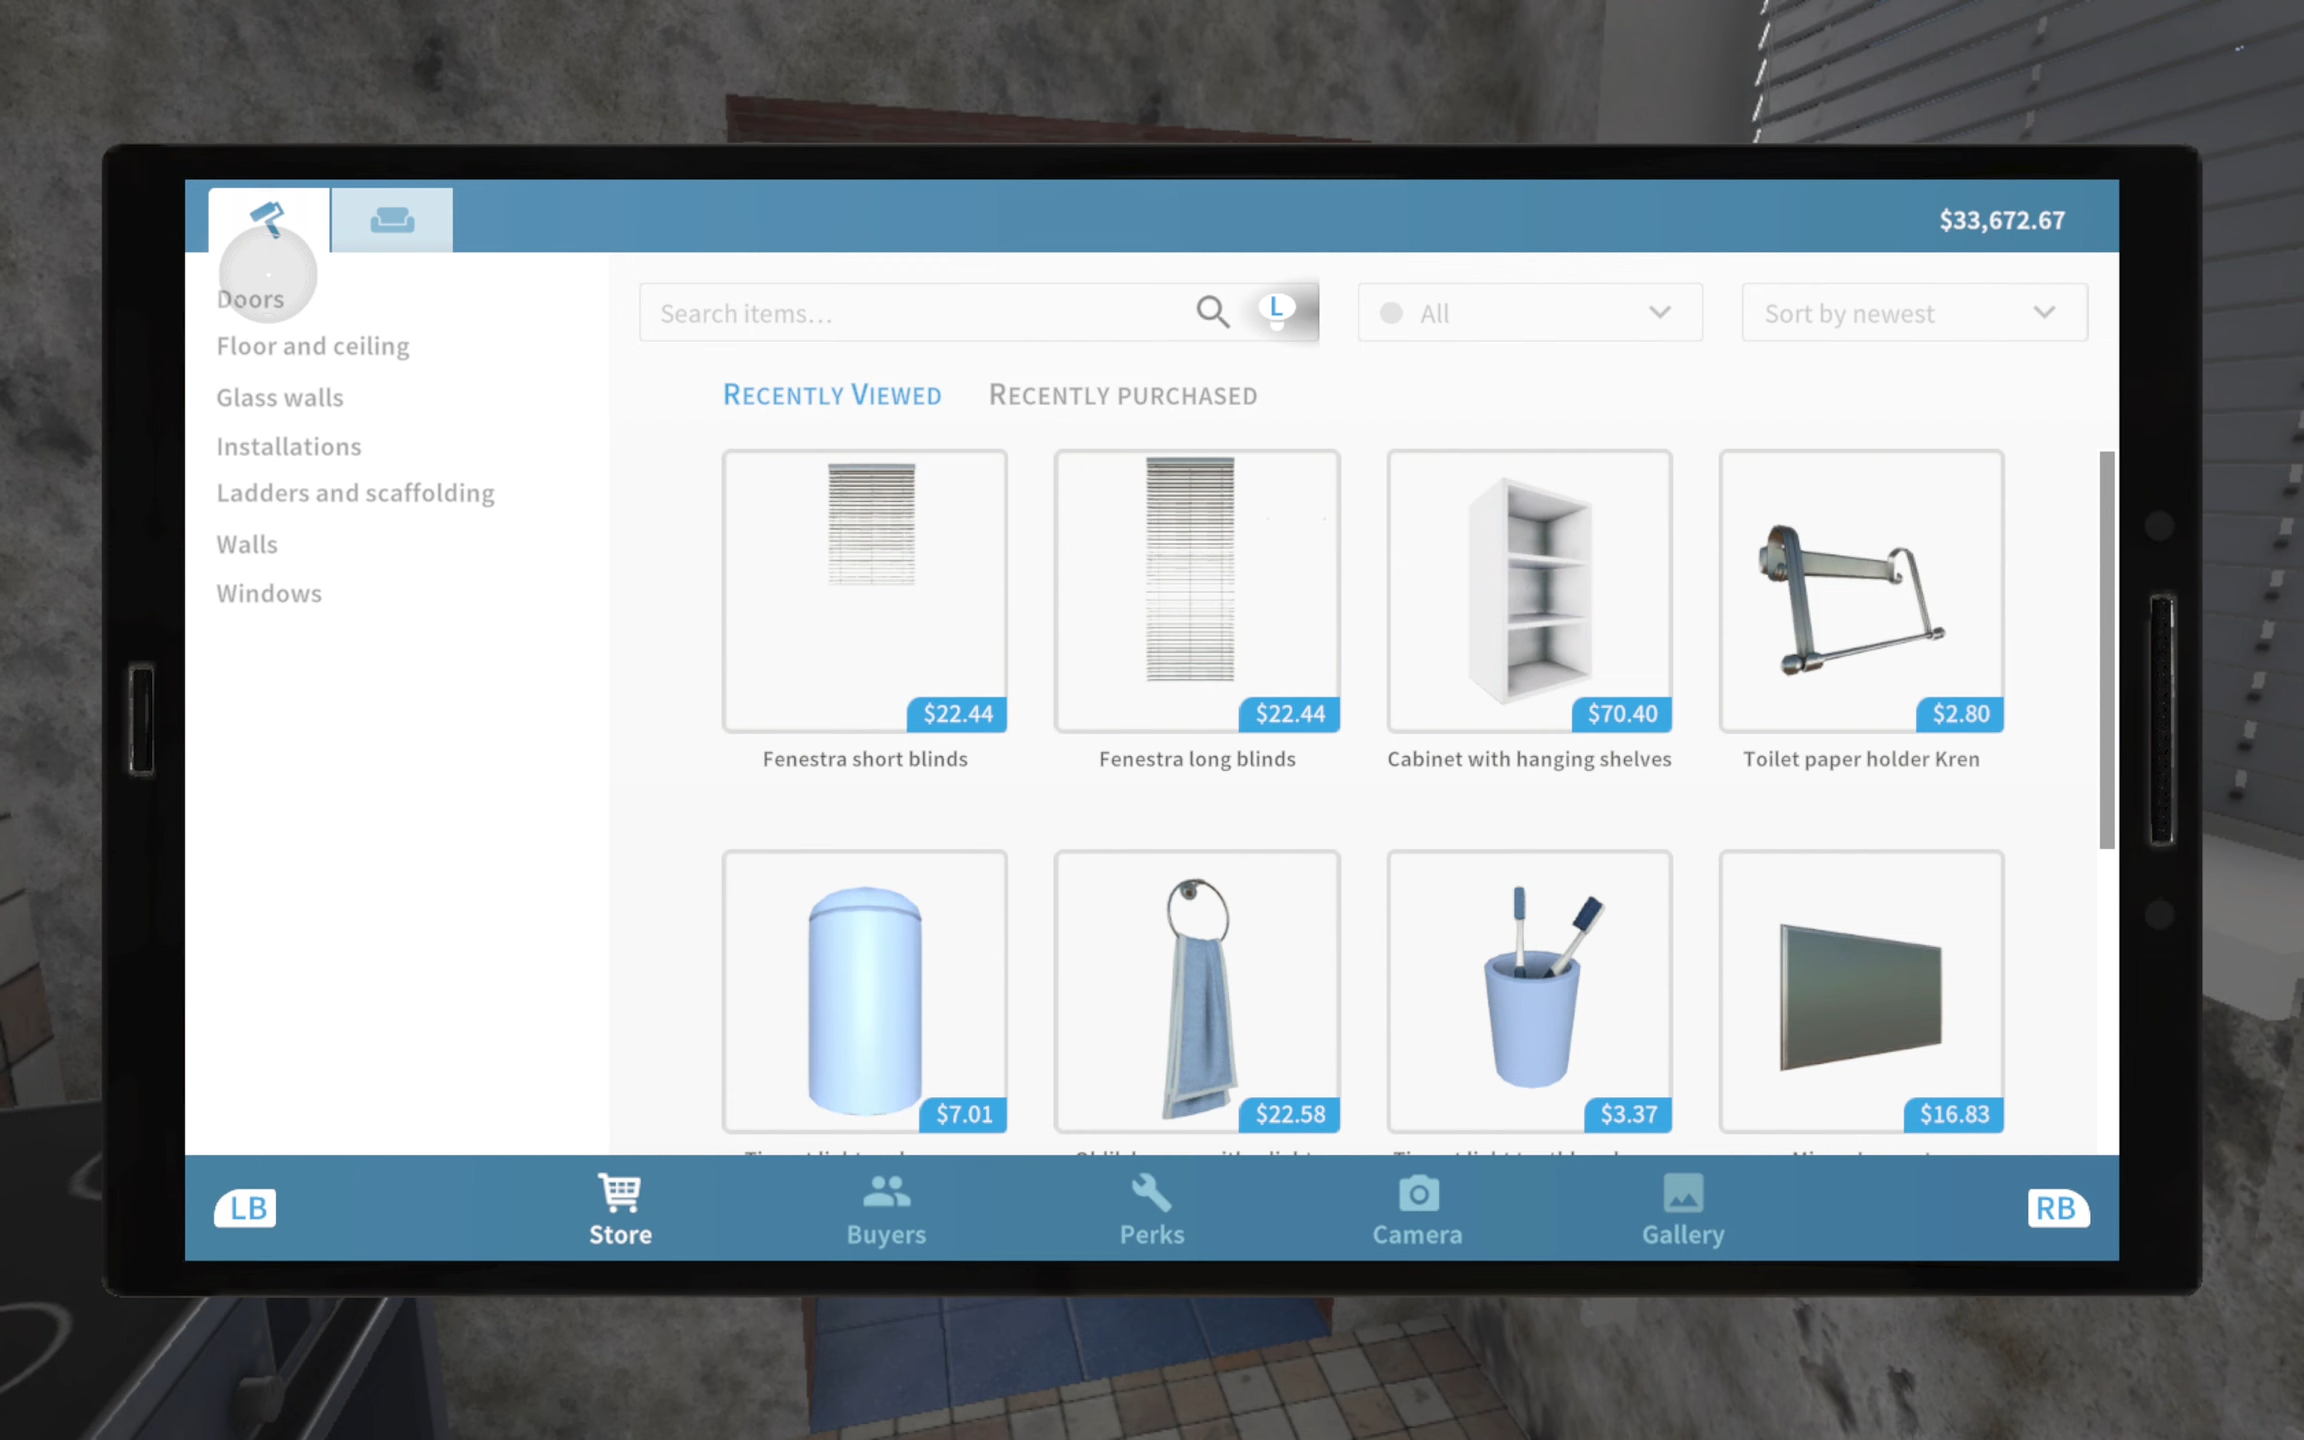 $33,672.67
Doors
Floor and ceiling
Glass walls
Installations
Ladders and scaffolding
Walls
Windows
Search items...
L
All
Sort by newest
RECENTLY VIEWED
RECENTLY PURCHASED
$22.44
$22.44
$70.40
$2.80
Fenestra short blinds
Fenestra long blinds
Cabinet with hanging shelves
Toilet paper holder Kren
$7.01
$22.58
$3.37
$16.83
LB
Store
Buyers
Perks
Camera
Gallery
RB